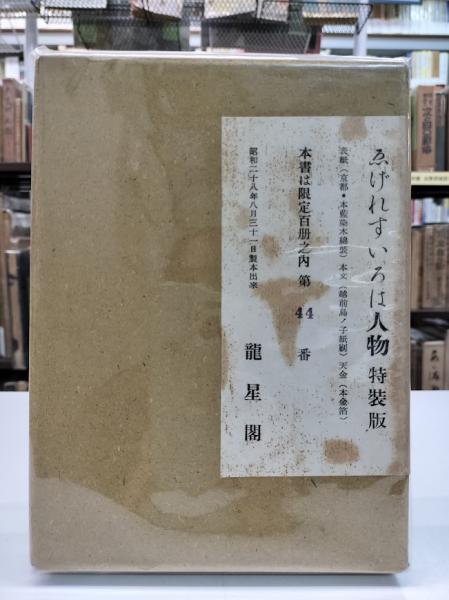 ゑげれすいろは人物 特装版
表紙(京都・本藍染木綿装)本文(越前鳥ノ子紙刷)天金(本金箔)
本書は限定百册之内 第 44 番
昭和二十八年八月三十一日製本出來
龍星閣